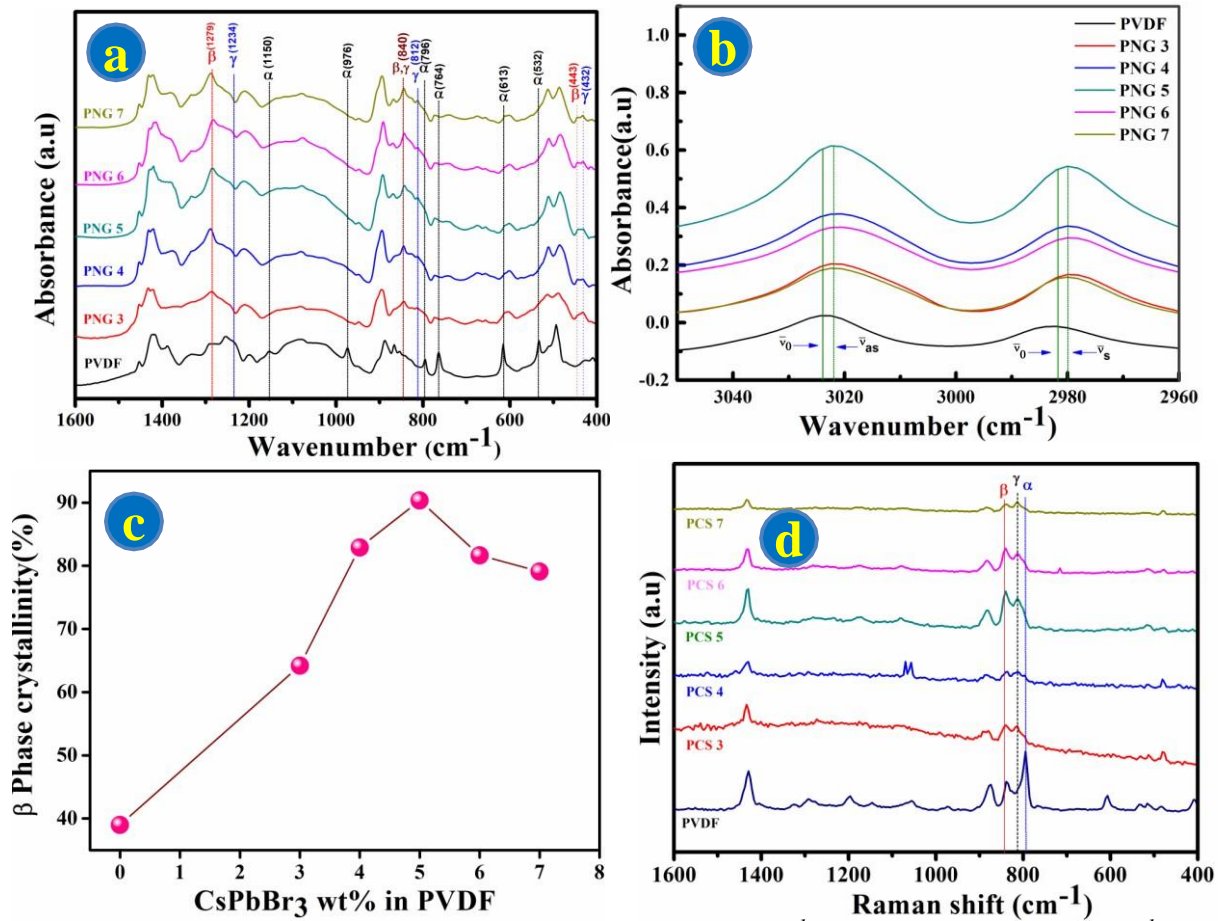 a
β(1279)
γ(1234)
Ω(1150)
Ω(976)
β,γ(840)
γ(812)
Ω(796)
Ω(764)
Ω(613)
Ω(532)
β(443)
γ(432)
PNG 7
PNG 6
PNG 5
PNG 4
PNG 3
PVDF
Absorbance (a.u)
1600 1400 1200 1000 800 600 400
Wavenumber (cm-1)
b
PVDF
PNG 3
PNG 4
PNG 5
PNG 6
PNG 7
1.0
0.8
0.6
0.4
0.2
0.0
-0.2
Absorbance(a.u)
ν̄0 ν̄as ν̄0 ν̄s
3040 3020 3000 2980 2960
Wavenumber (cm-1)
c
90
80
70
60
50
40
β Phase crystallinity(%)
0 1 2 3 4 5 6 7 8
CsPbBr3 wt% in PVDF
d
β γ α
PCS 7
PCS 6
PCS 5
PCS 4
PCS 3
PVDF
Intensity (a.u)
1600 1400 1200 1000 800 600 400
Raman shift (cm-1)